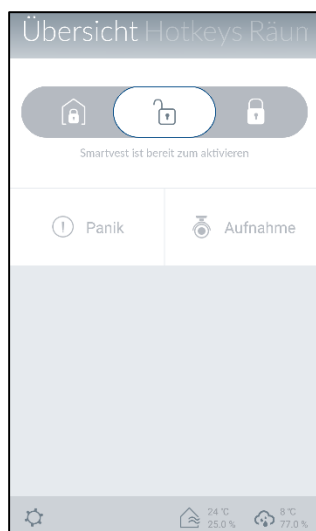 Übersicht Hotkeys Räun
Smartvest ist bereit zum aktivieren
Panik
Aufnahme
24 °C
25.0 %
8 °C
77.0 %